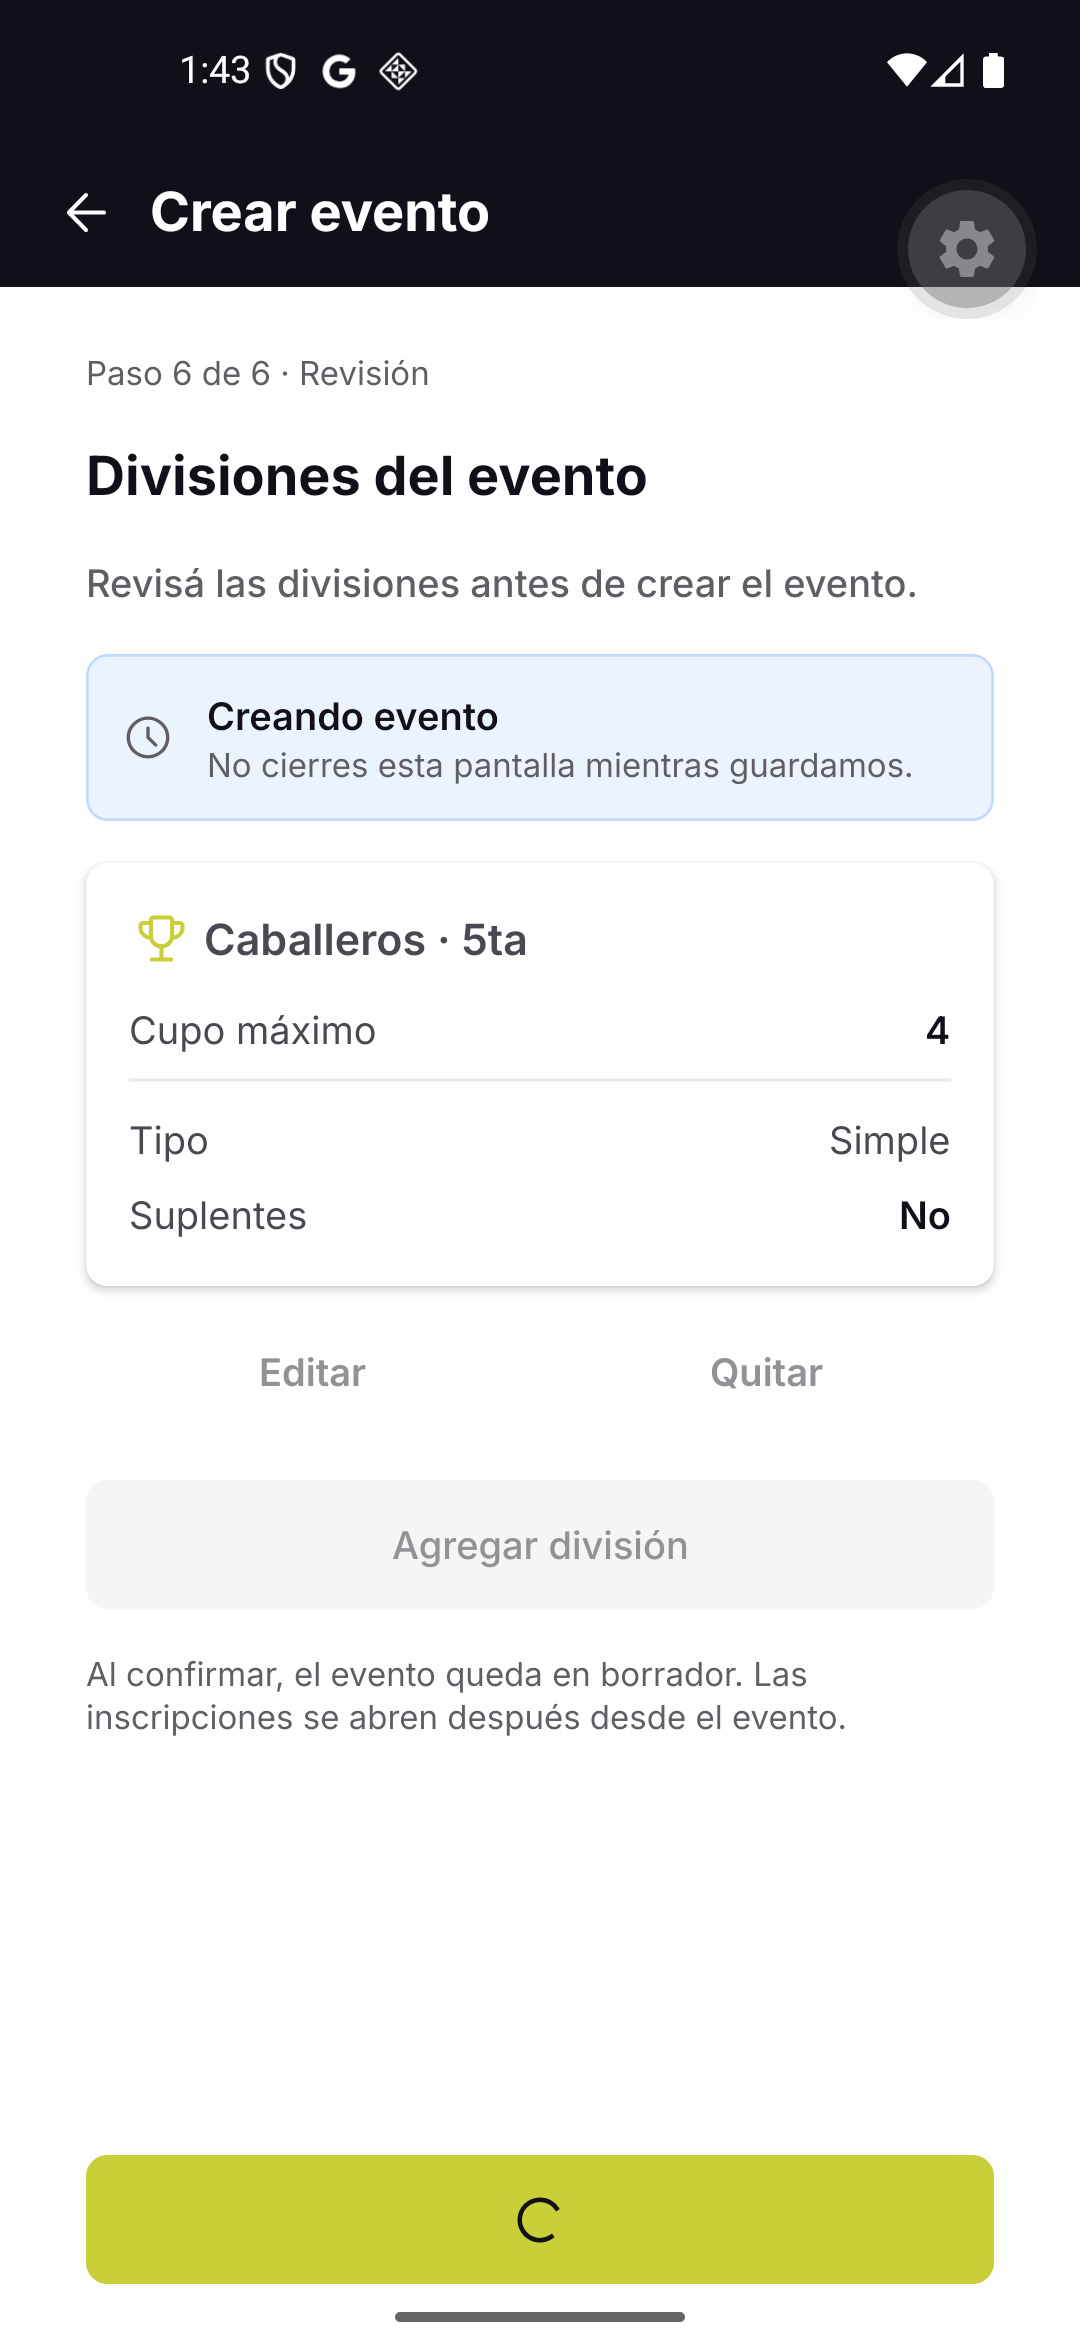 1:43
Crear evento
Paso 6 de 6 · Revisión
Divisiones del evento
Revisá las divisiones antes de crear el evento.
Creando evento
No cierres esta pantalla mientras guardamos.
Caballeros · 5ta
Cupo máximo 4
Tipo Simple
Suplentes No
Editar Quitar
Agregar división
Al confirmar, el evento queda en borrador. Las
inscripciones se abren después desde el evento.